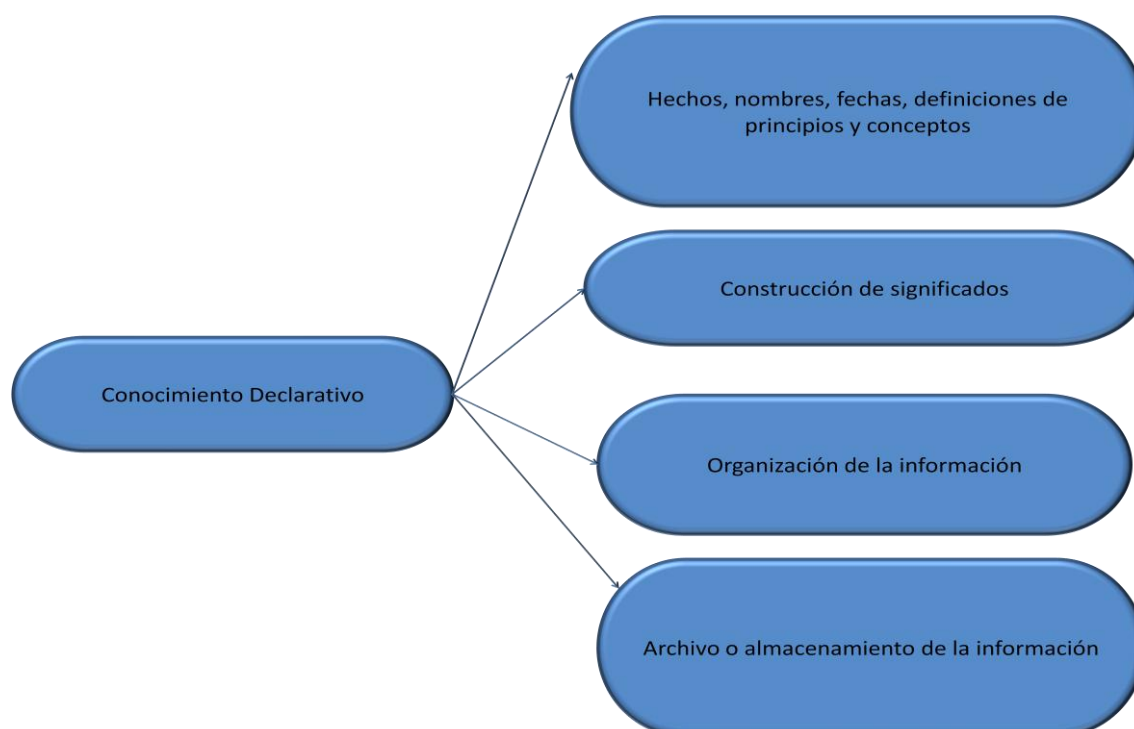 Hechos, nombres, fechas, definiciones de
principios y conceptos
Construcción de significados
Conocimiento Declarativo
Organización de la información
Archivo o almacenamiento de la información